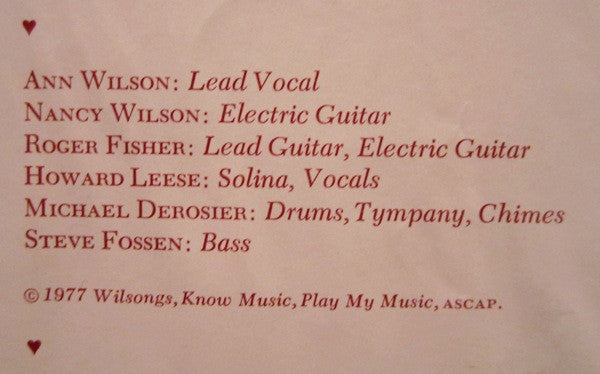 ANN WILSON: Lead Vocal
NANCY WILSON: Electric Guitar
ROGER FISHER: Lead Guitar, Electric Guitar
HOWARD LEESE: Solina, Vocals
MICHAEL DEROSIER: Drums, Tympany, Chimes
STEVE FOSSEN: Bass
© 1977 Wilsongs, Know Music, Play My Music, ASCAP.